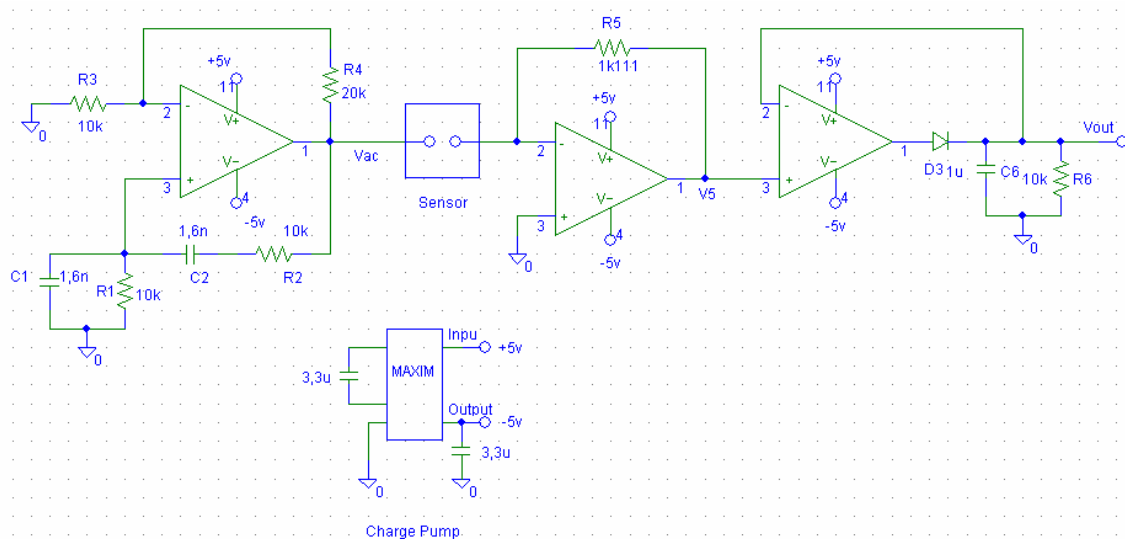 R3
10k
0
2
-
+5v
11
V+
V-
+
3
1
4
-5v
R4
20k
Vac
Sensor
R5
1k111
+5v
11
2
-
V+
V-
+
3
0
1
V5
4
-5v
+5v
11
2
-
V+
V-
+
3
1
4
-5v
D3
1u
C6
10k
R6
0
Vout
C1
1,6n
R1
10k
0
1,6n
C2
10k
R2
3,3u
MAXIM
Inpu
+5v
Output
-5v
3,3u
0
0
Charge Pump